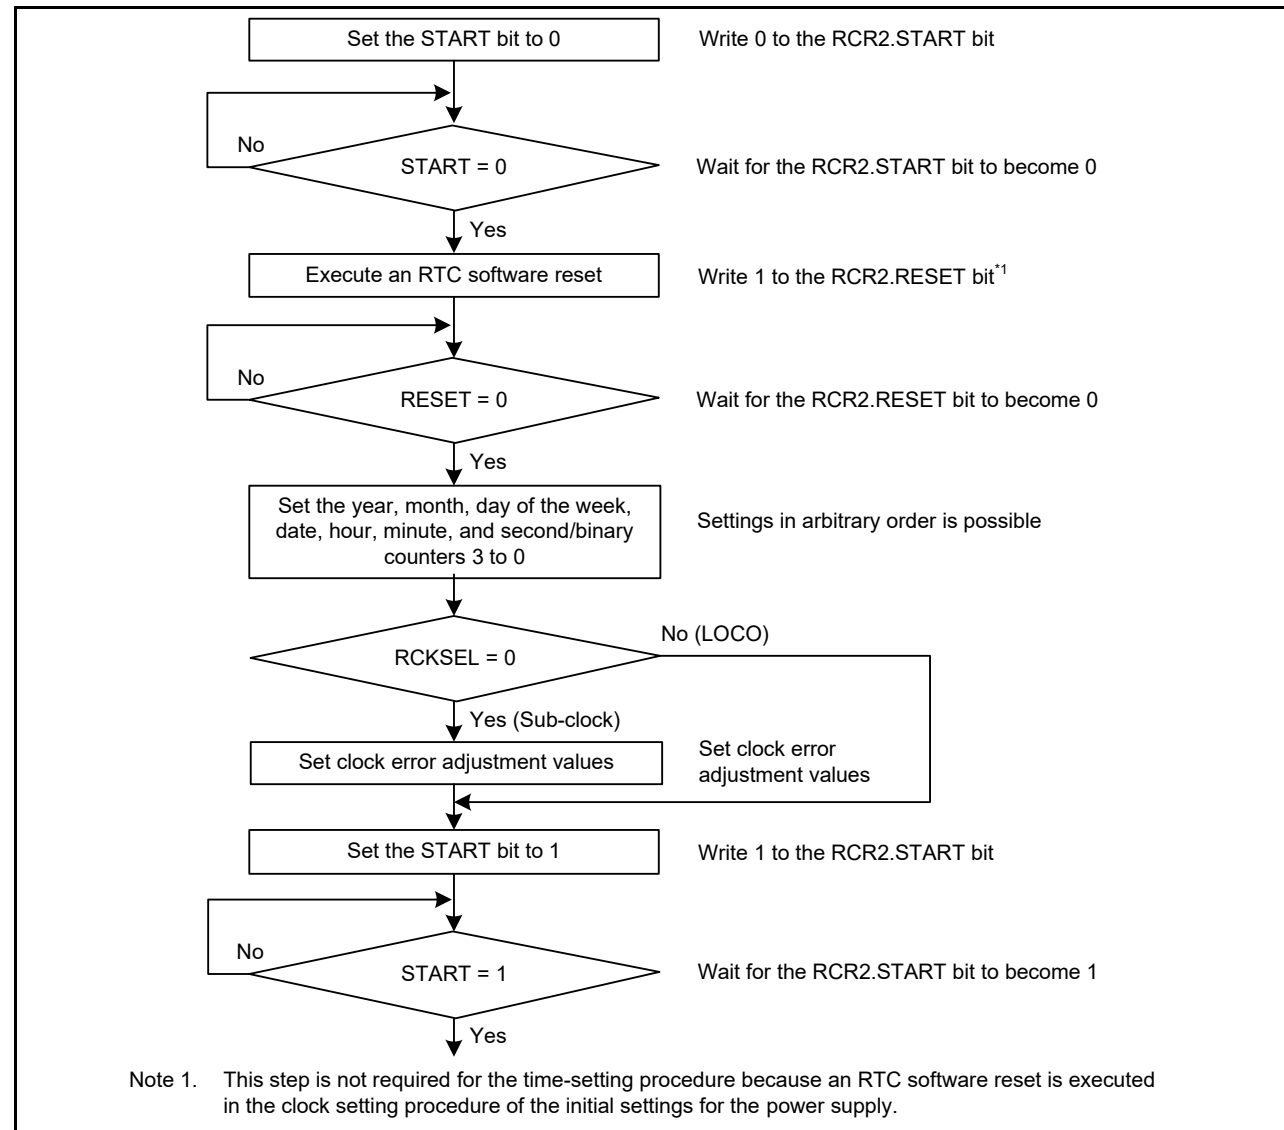 Set the START bit to 0
Write 0 to the RCR2.START bit
No
START = 0
Wait for the RCR2.START bit to become 0
Yes
Execute an RTC software reset
Write 1 to the RCR2.RESET bit*1
No
RESET = 0
Wait for the RCR2.RESET bit to become 0
Yes
Set the year, month, day of the week,
date, hour, minute, and second/binary
counters 3 to 0
Settings in arbitrary order is possible
No (LOCO)
RCKSEL = 0
Yes (Sub-clock)
Set clock error adjustment values
Set clock error
adjustment values
Set the START bit to 1
Write 1 to the RCR2.START bit
No
START = 1
Wait for the RCR2.START bit to become 1
Yes
Note 1. This step is not required for the time-setting procedure because an RTC software reset is executed
in the clock setting procedure of the initial settings for the power supply.